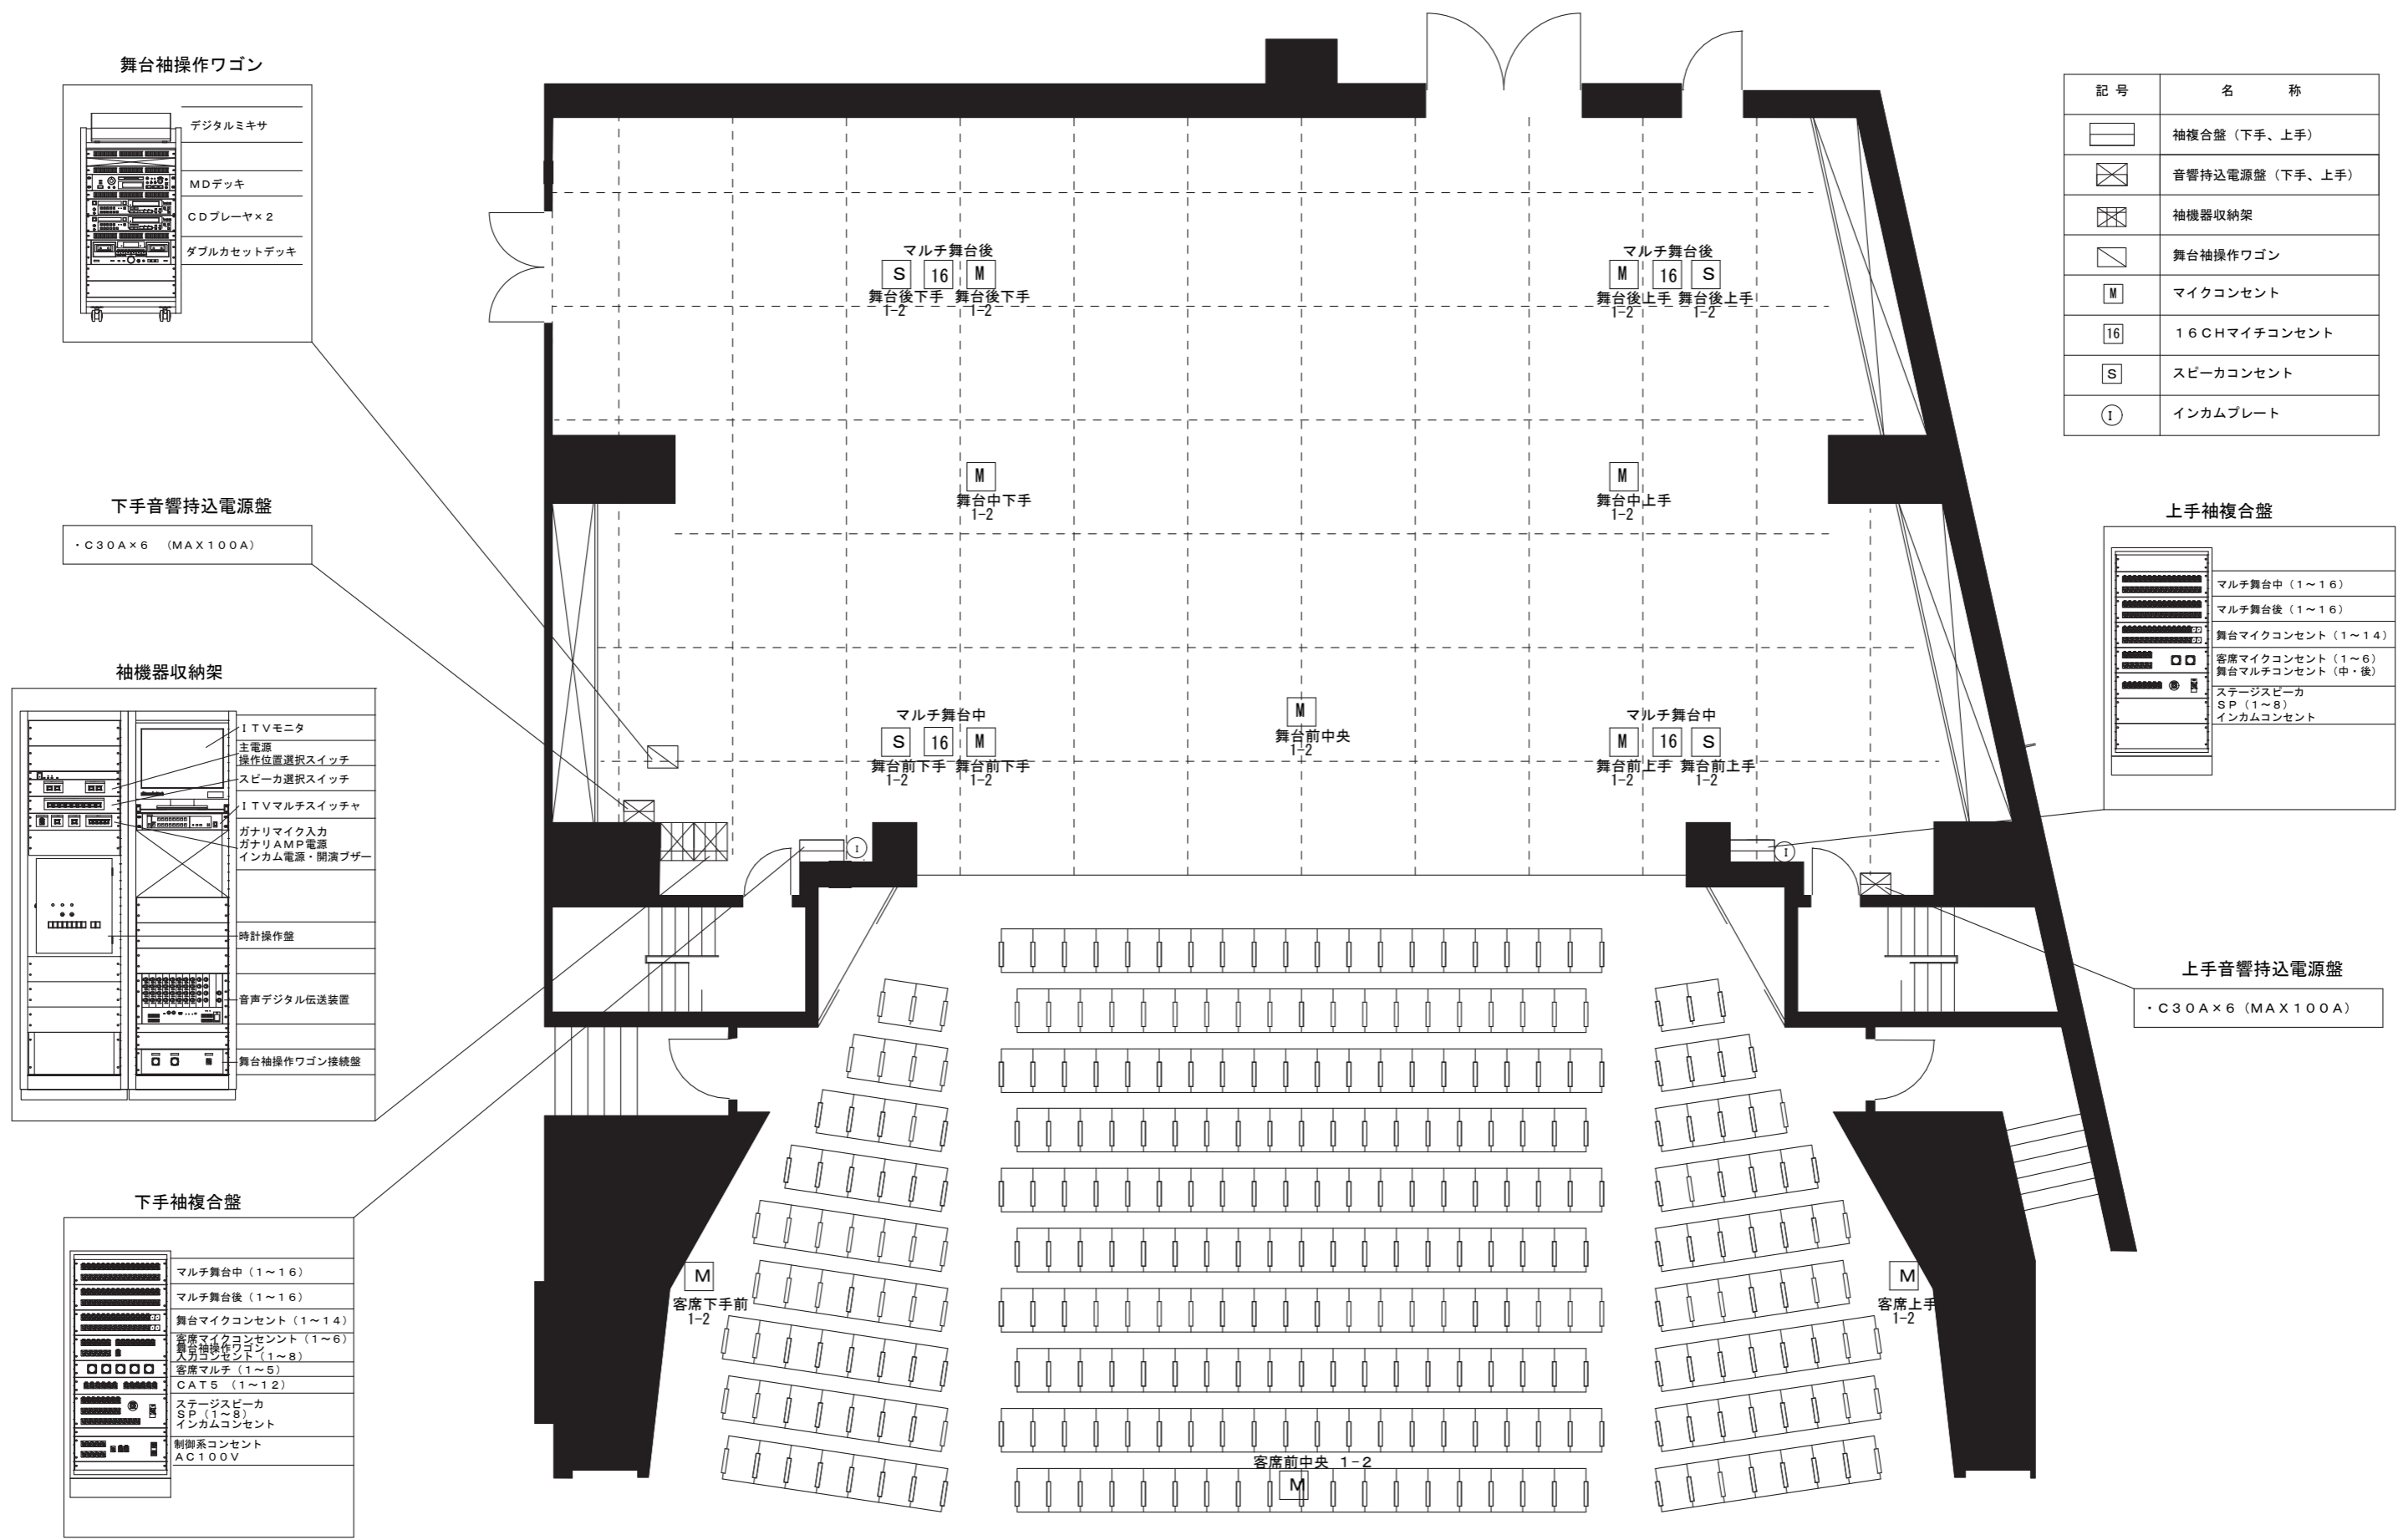 舞台袖操作ワゴン
デジタルミキサ
MDデッキ
CDプレーヤ×2
ダブルカセットデッキ
下手音響持込電源盤
・C30A×6 (MAX100A)
袖機器収納架
ITVモニタ
主電源
操作位置選択スイッチ
スピーカ選択スイッチ
ITVマルチスイッチャ
ガナリマイク入力
ガナリAMP電源
インカム電源・開演ブザー
時計操作盤
音声デジタル伝送装置
舞台袖操作ワゴン接続盤
下手袖複合盤
マルチ舞台中(1~16)
マルチ舞台後(1~16)
舞台マイクコンセント(1~14)
客席マイクコンセンント(1~6)
舞台袖操作ワゴン
入力コンセント(1~8)
客席マルチ(1~5)
CAT5 (1~12)
ステージスピーカ
SP(1~8)
インカムコンセント
制御系コンセント
AC100V
マルチ舞台後
S 16 M
舞台後下手 舞台後下手
1-2 1-2
マルチ舞台後
M 16 S
舞台後上手 舞台後上手
1-2 1-2
M
舞台中下手
1-2
M
舞台中上手
1-2
マルチ舞台中
S 16 M
舞台前下手 舞台前下手
1-2 1-2
M
舞台前中央
1-2
マルチ舞台中
M 16 S
舞台前上手 舞台前上手
1-2 1-2
I
I
M
客席下手前
1-2
M
客席上手
1-2
客席前中央 1-2
M
記号 名称
袖複合盤(下手、上手)
音響持込電源盤(下手、上手)
袖機器収納架
舞台袖操作ワゴン
M マイクコンセント
16 16CHマイチコンセント
S スピーカコンセント
I インカムプレート
上手袖複合盤
マルチ舞台中(1~16)
マルチ舞台後(1~16)
舞台マイクコンセント(1~14)
客席マイクコンセント(1~6)
舞台マルチコンセント(中・後)
ステージスピーカ
SP(1~8)
インカムコンセント
上手音響持込電源盤
・C30A×6(MAX100A)